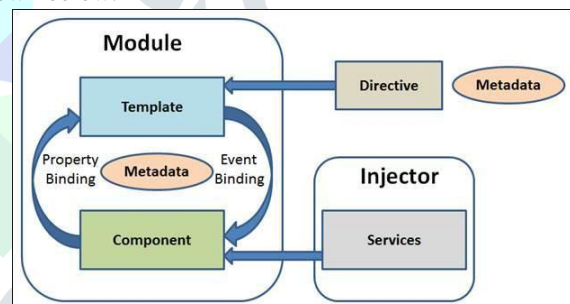 Module
Template
Directive
Metadata
Property
Binding
Metadata
Event
Binding
Injector
Component
Services